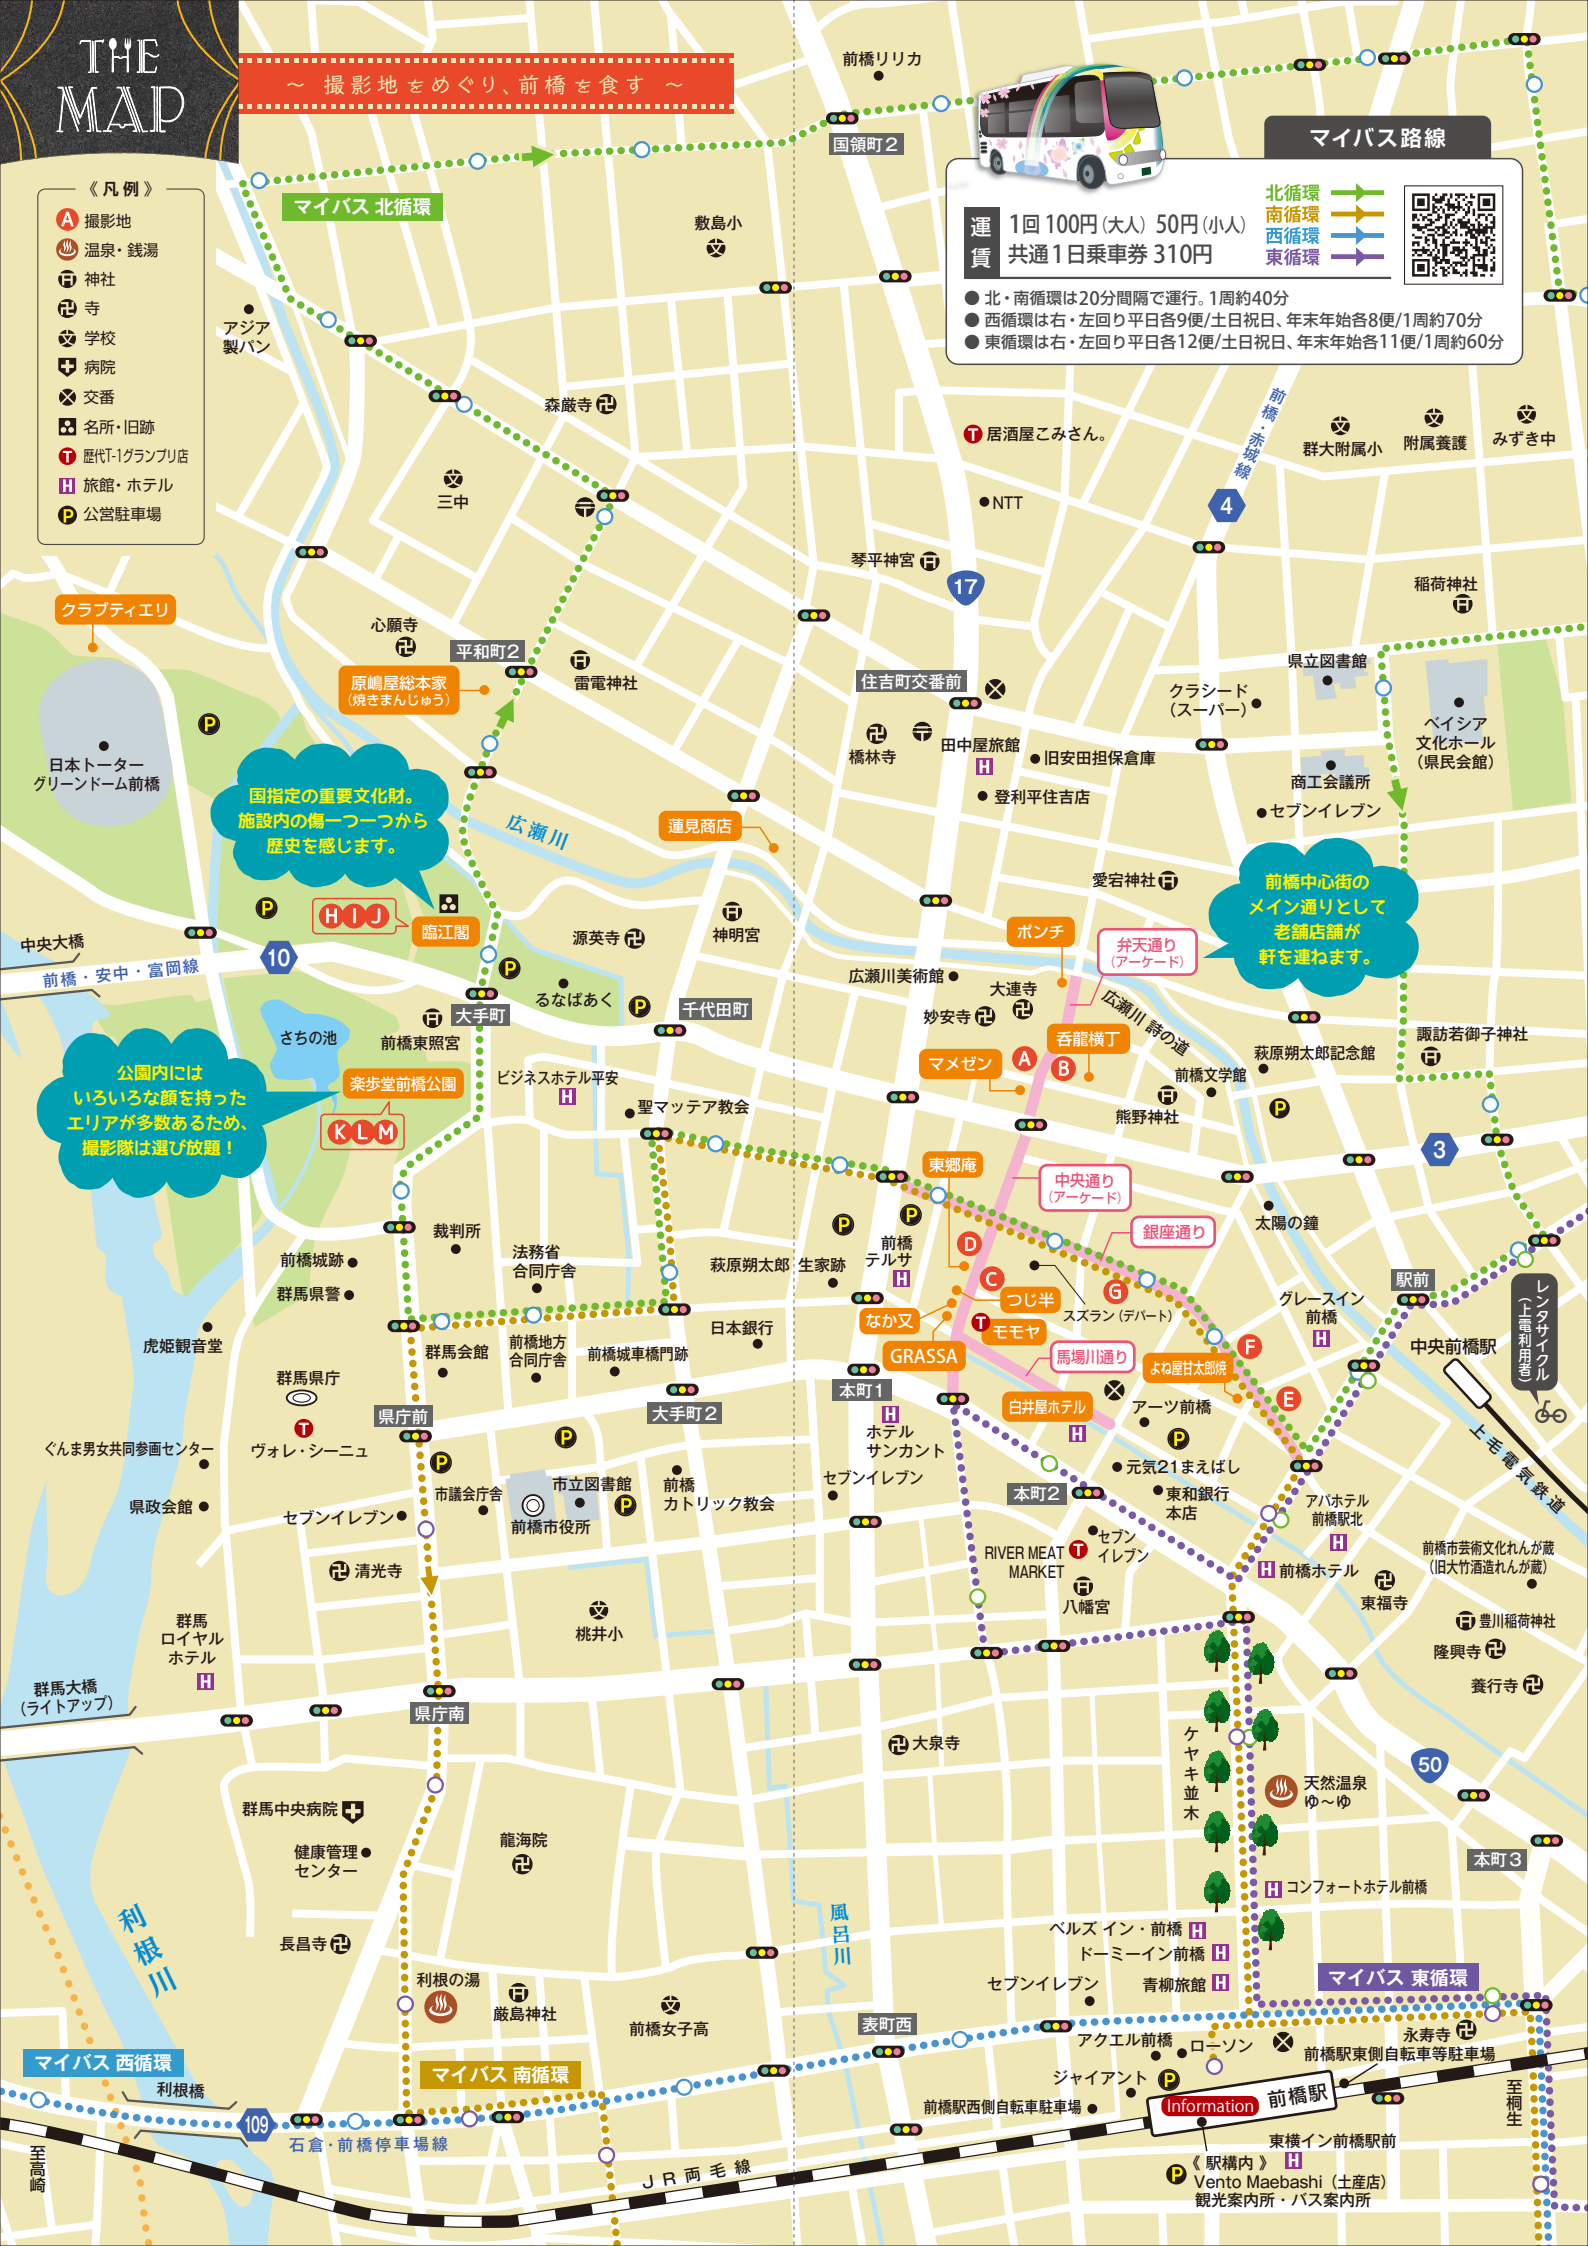 THE
MAP
～ 撮影地をめぐり、前橋を食す ～
《凡例》
A 撮影地
温泉・銭湯
神社
寺
文 学校
病院
交番
名所・旧跡
T 歴代T-1グランプリ店
H 旅館・ホテル
P 公営駐車場
マイバス路線
運賃
1回 100円（大人） 50円（小人）
共通1日乗車券 310円
北循環
南循環
西循環
東循環
● 北・南循環は20分間隔で運行。1周約40分
● 西循環は右・左回り平日各9便/土日祝日、年末年始各8便/1周約70分
● 東循環は右・左回り平日各12便/土日祝日、年末年始各11便/1周約60分
前橋リリカ
国領町2
マイバス 北循環
敷島小
アジア
製パン
森厳寺
三中
居酒屋こみさん。
NTT
前橋・赤城線
4
群大附属小
附属養護
みずき中
琴平神宮
17
稲荷神社
クラブティエリ
心願寺
平和町2
原嶋屋総本家
（焼きまんじゅう）
雷電神社
住吉町交番前
県立図書館
クラシード
（スーパー）
ベイシア
文化ホール
（県民会館）
日本トーター
グリーンドーム前橋
橋林寺
田中屋旅館
旧安田担保倉庫
登利平住吉店
商工会議所
セブンイレブン
国指定の重要文化財。
施設内の傷一つ一つから
歴史を感じます。
広瀬川
蓮見商店
愛宕神社
前橋中心街の
メイン通りとして
老舗店舗が
軒を連ねます。
H I J
臨江閣
中央大橋
前橋・安中・富岡線
10
源英寺
神明宮
ポンチ
弁天通り
（アーケード）
広瀬川美術館
大蓮寺
妙安寺
るなぱあく
千代田町
大手町
さちの池
前橋東照宮
広瀬川 詩の道
呑龍横丁
マメゼン
A
B
諏訪若御子神社
萩原朔太郎記念館
前橋文学館
熊野神社
公園内には
いろいろな顔を持った
エリアが多数あるため、
撮影隊は選び放題！
楽歩堂前橋公園
K L M
ビジネスホテル平安
聖マッテア教会
3
東郷庵
中央通り
（アーケード）
銀座通り
太陽の鐘
裁判所
前橋城跡
法務省
合同庁舎
群馬県警
萩原朔太郎 生家跡
前橋
テルサ
D
C
G
つじ半
なか又
モモヤ
GRASSA
スズラン（デパート）
駅前
グレースイン
前橋
レンタサイクル
（上電利用者）
中央前橋駅
虎姫観音堂
群馬会館
前橋地方
合同庁舎
前橋城車橋門跡
日本銀行
馬場川通り
よね屋甘太郎焼
F
E
群馬県庁
県庁前
大手町2
本町1
ホテル
サンカント
白井屋ホテル
アーツ前橋
上毛電気鉄道
ヴォレ・シーニュ
ぐんま男女共同参画センター
県政会館
セブンイレブン
市議会庁舎
市立図書館
前橋市役所
前橋
カトリック教会
セブンイレブン
元気21まえばし
本町2
東和銀行
本店
アパホテル
前橋駅北
清光寺
RIVER MEAT
MARKET
セブン
イレブン
八幡宮
前橋ホテル
前橋市芸術文化れんが蔵
（旧大竹酒造れんが蔵）
東福寺
豊川稲荷神社
隆興寺
養行寺
群馬
ロイヤル
ホテル
桃井小
群馬大橋
（ライトアップ）
県庁南
大泉寺
ケヤキ並木
50
天然温泉
ゆ～ゆ
群馬中央病院
健康管理
センター
龍海院
本町3
コンフォートホテル前橋
利根川
長昌寺
風呂川
ベルズ イン・前橋
ドーミーイン前橋
青柳旅館
セブンイレブン
マイバス 東循環
利根の湯
厳島神社
前橋女子高
表町西
アクエル前橋
ローソン
永寿寺
前橋駅東側自転車等駐車場
マイバス 西循環
利根橋
マイバス 南循環
ジャイアント
前橋駅西側自転車駐車場
Information
前橋駅
至桐生
109
石倉・前橋停車場線
至高崎
JR両毛線
東横イン前橋駅前
《 駅構内 》
Vento Maebashi（土産店）
観光案内所・バス案内所